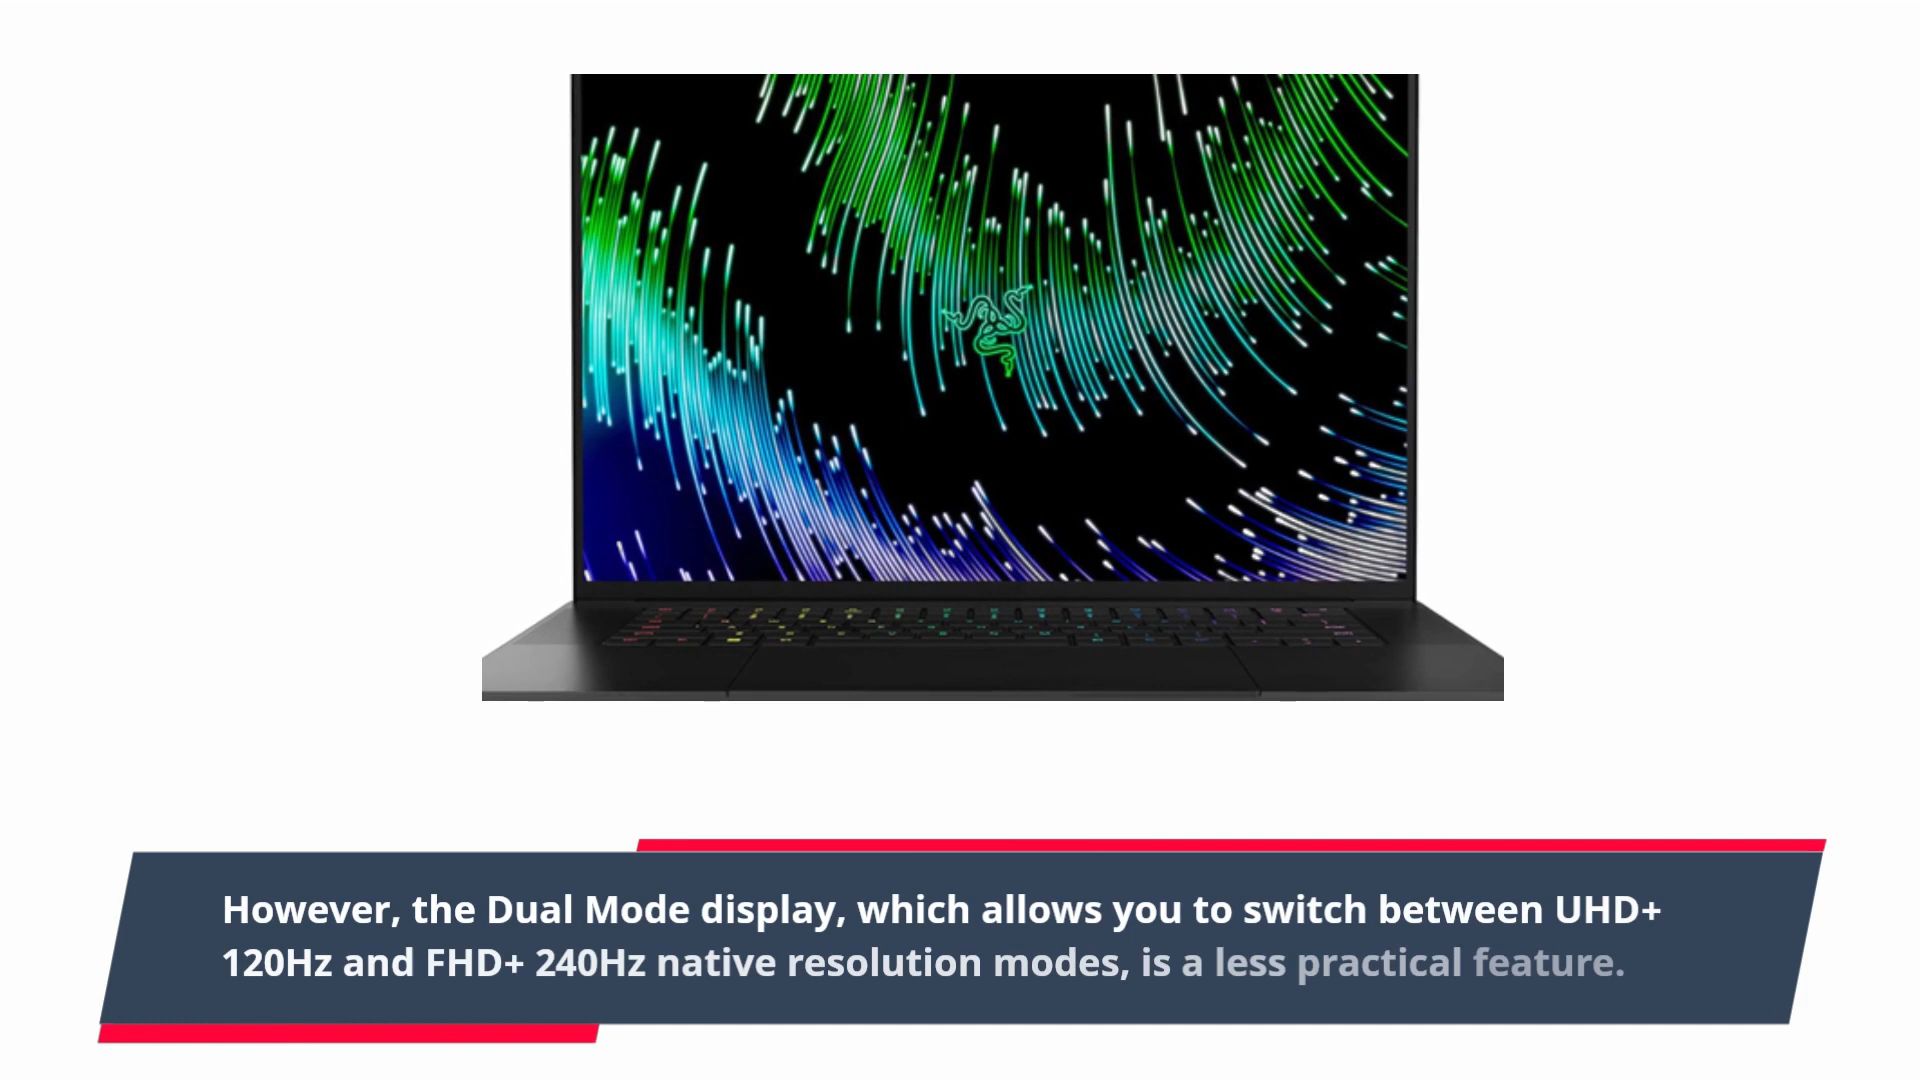 However, the Dual Mode display, which allows you to switch between UHD+
120Hz and FHD+ 240Hz native resolution modes, is a less practical feature.